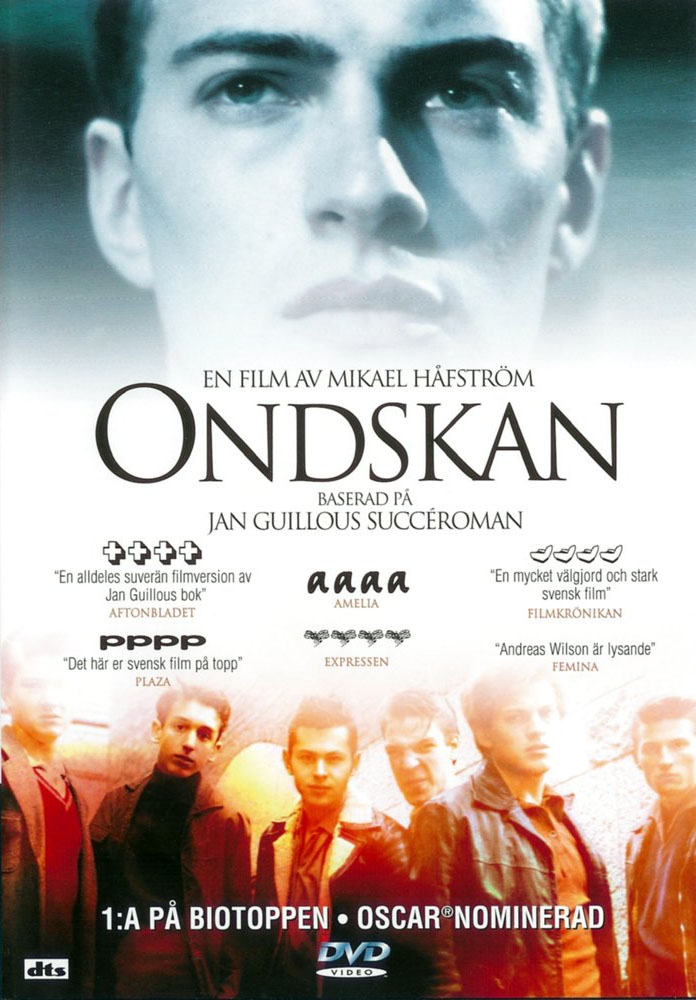 EN FILM AV MIKAEL HÅFSTRÖM
ONDSKAN
BASERAD PÅ
JAN GUILLOUS SUCCÉROMAN
"En alldeles suverän filmversion av
Jan Guillous bok"
AFTONBLADET
aaaa
AMELIA
"En mycket välgjord och stark
svensk film"
FILMKRÖNIKAN
PPPP
"Det här är svensk film på topp"
PLAZA
EXPRESSEN
"Andreas Wilson är lysande"
FEMINA
1:A PÅ BIOTOPPEN • OSCAR® NOMINERAD
dts
DVD
VIDEO